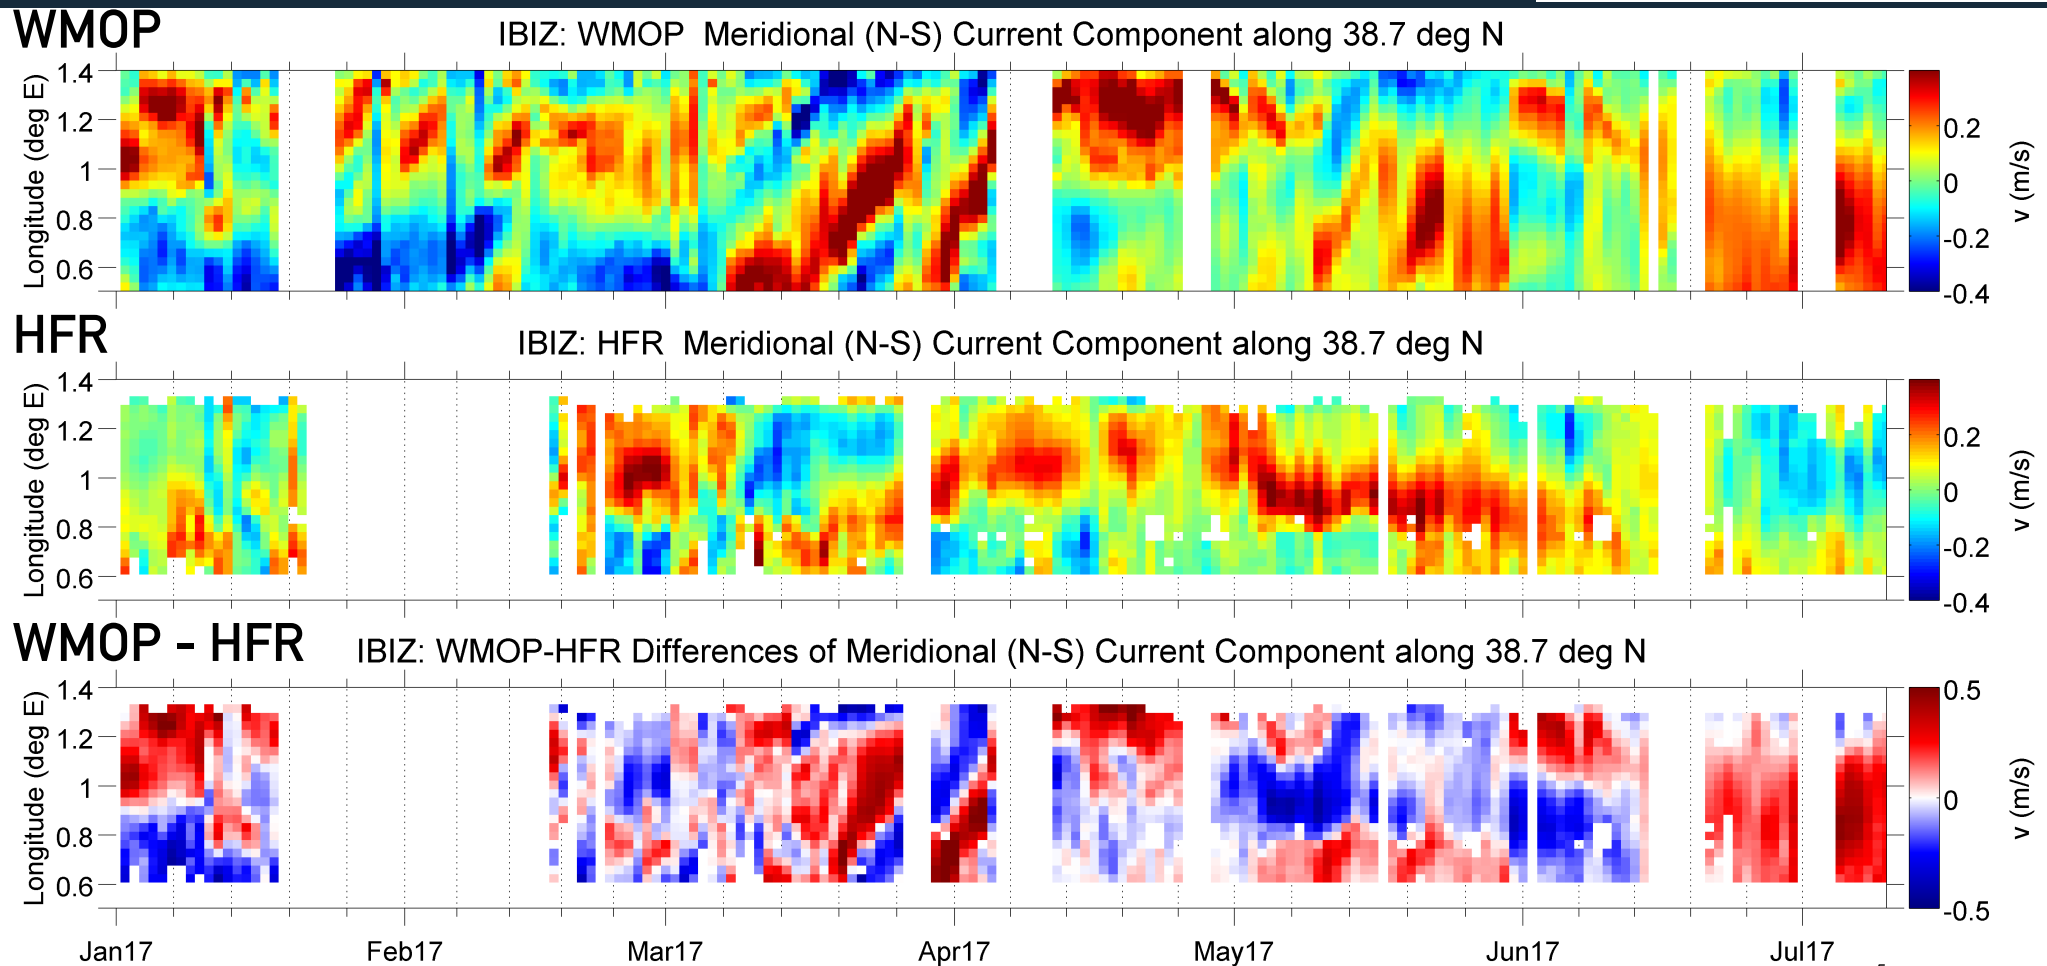 WMOP
IBIZ: WMOP Meridional (N-S) Current Component along 38.7 deg N
Longitude (deg E)
1.4
1.2
1
0.8
0.6
0.2
0
-0.2
-0.4
v (m/s)
HFR
IBIZ: HFR Meridional (N-S) Current Component along 38.7 deg N
Longitude (deg E)
1.4
1.2
1
0.8
0.6
0.2
0
-0.2
-0.4
v (m/s)
WMOP - HFR
IBIZ: WMOP-HFR Differences of Meridional (N-S) Current Component along 38.7 deg N
Longitude (deg E)
1.4
1.2
1
0.8
0.6
0.5
0
-0.5
v (m/s)
Jan17 Feb17 Mar17 Apr17 May17 Jun17 Jul17